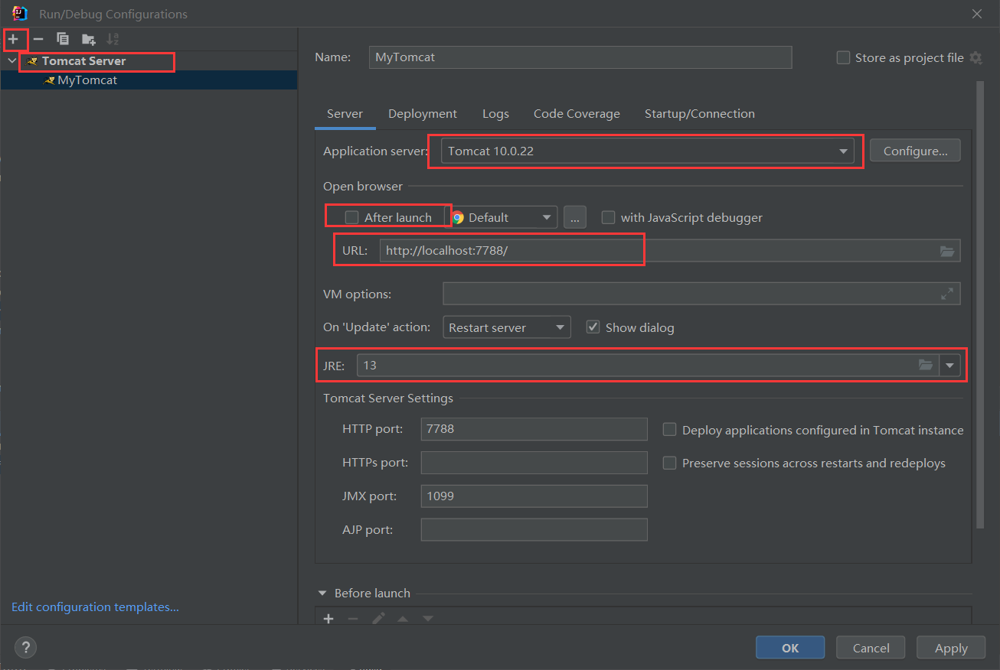 Run/Debug Configurations
Tomcat Server
MyTomcat
Name: MyTomcat
Store as project file
Server Deployment Logs Code Coverage Startup/Connection
Application server: Tomcat 10.0.22 Configure...
Open browser
After launch Default ... with JavaScript debugger
URL: http://localhost:7788/
VM options:
On 'Update' action: Restart server Show dialog
JRE: 13
Tomcat Server Settings
HTTP port: 7788 Deploy applications configured in Tomcat instance
HTTPs port: Preserve sessions across restarts and redeploys
JMX port: 1099
AJP port:
Before launch
Edit configuration templates...
? OK Cancel Apply